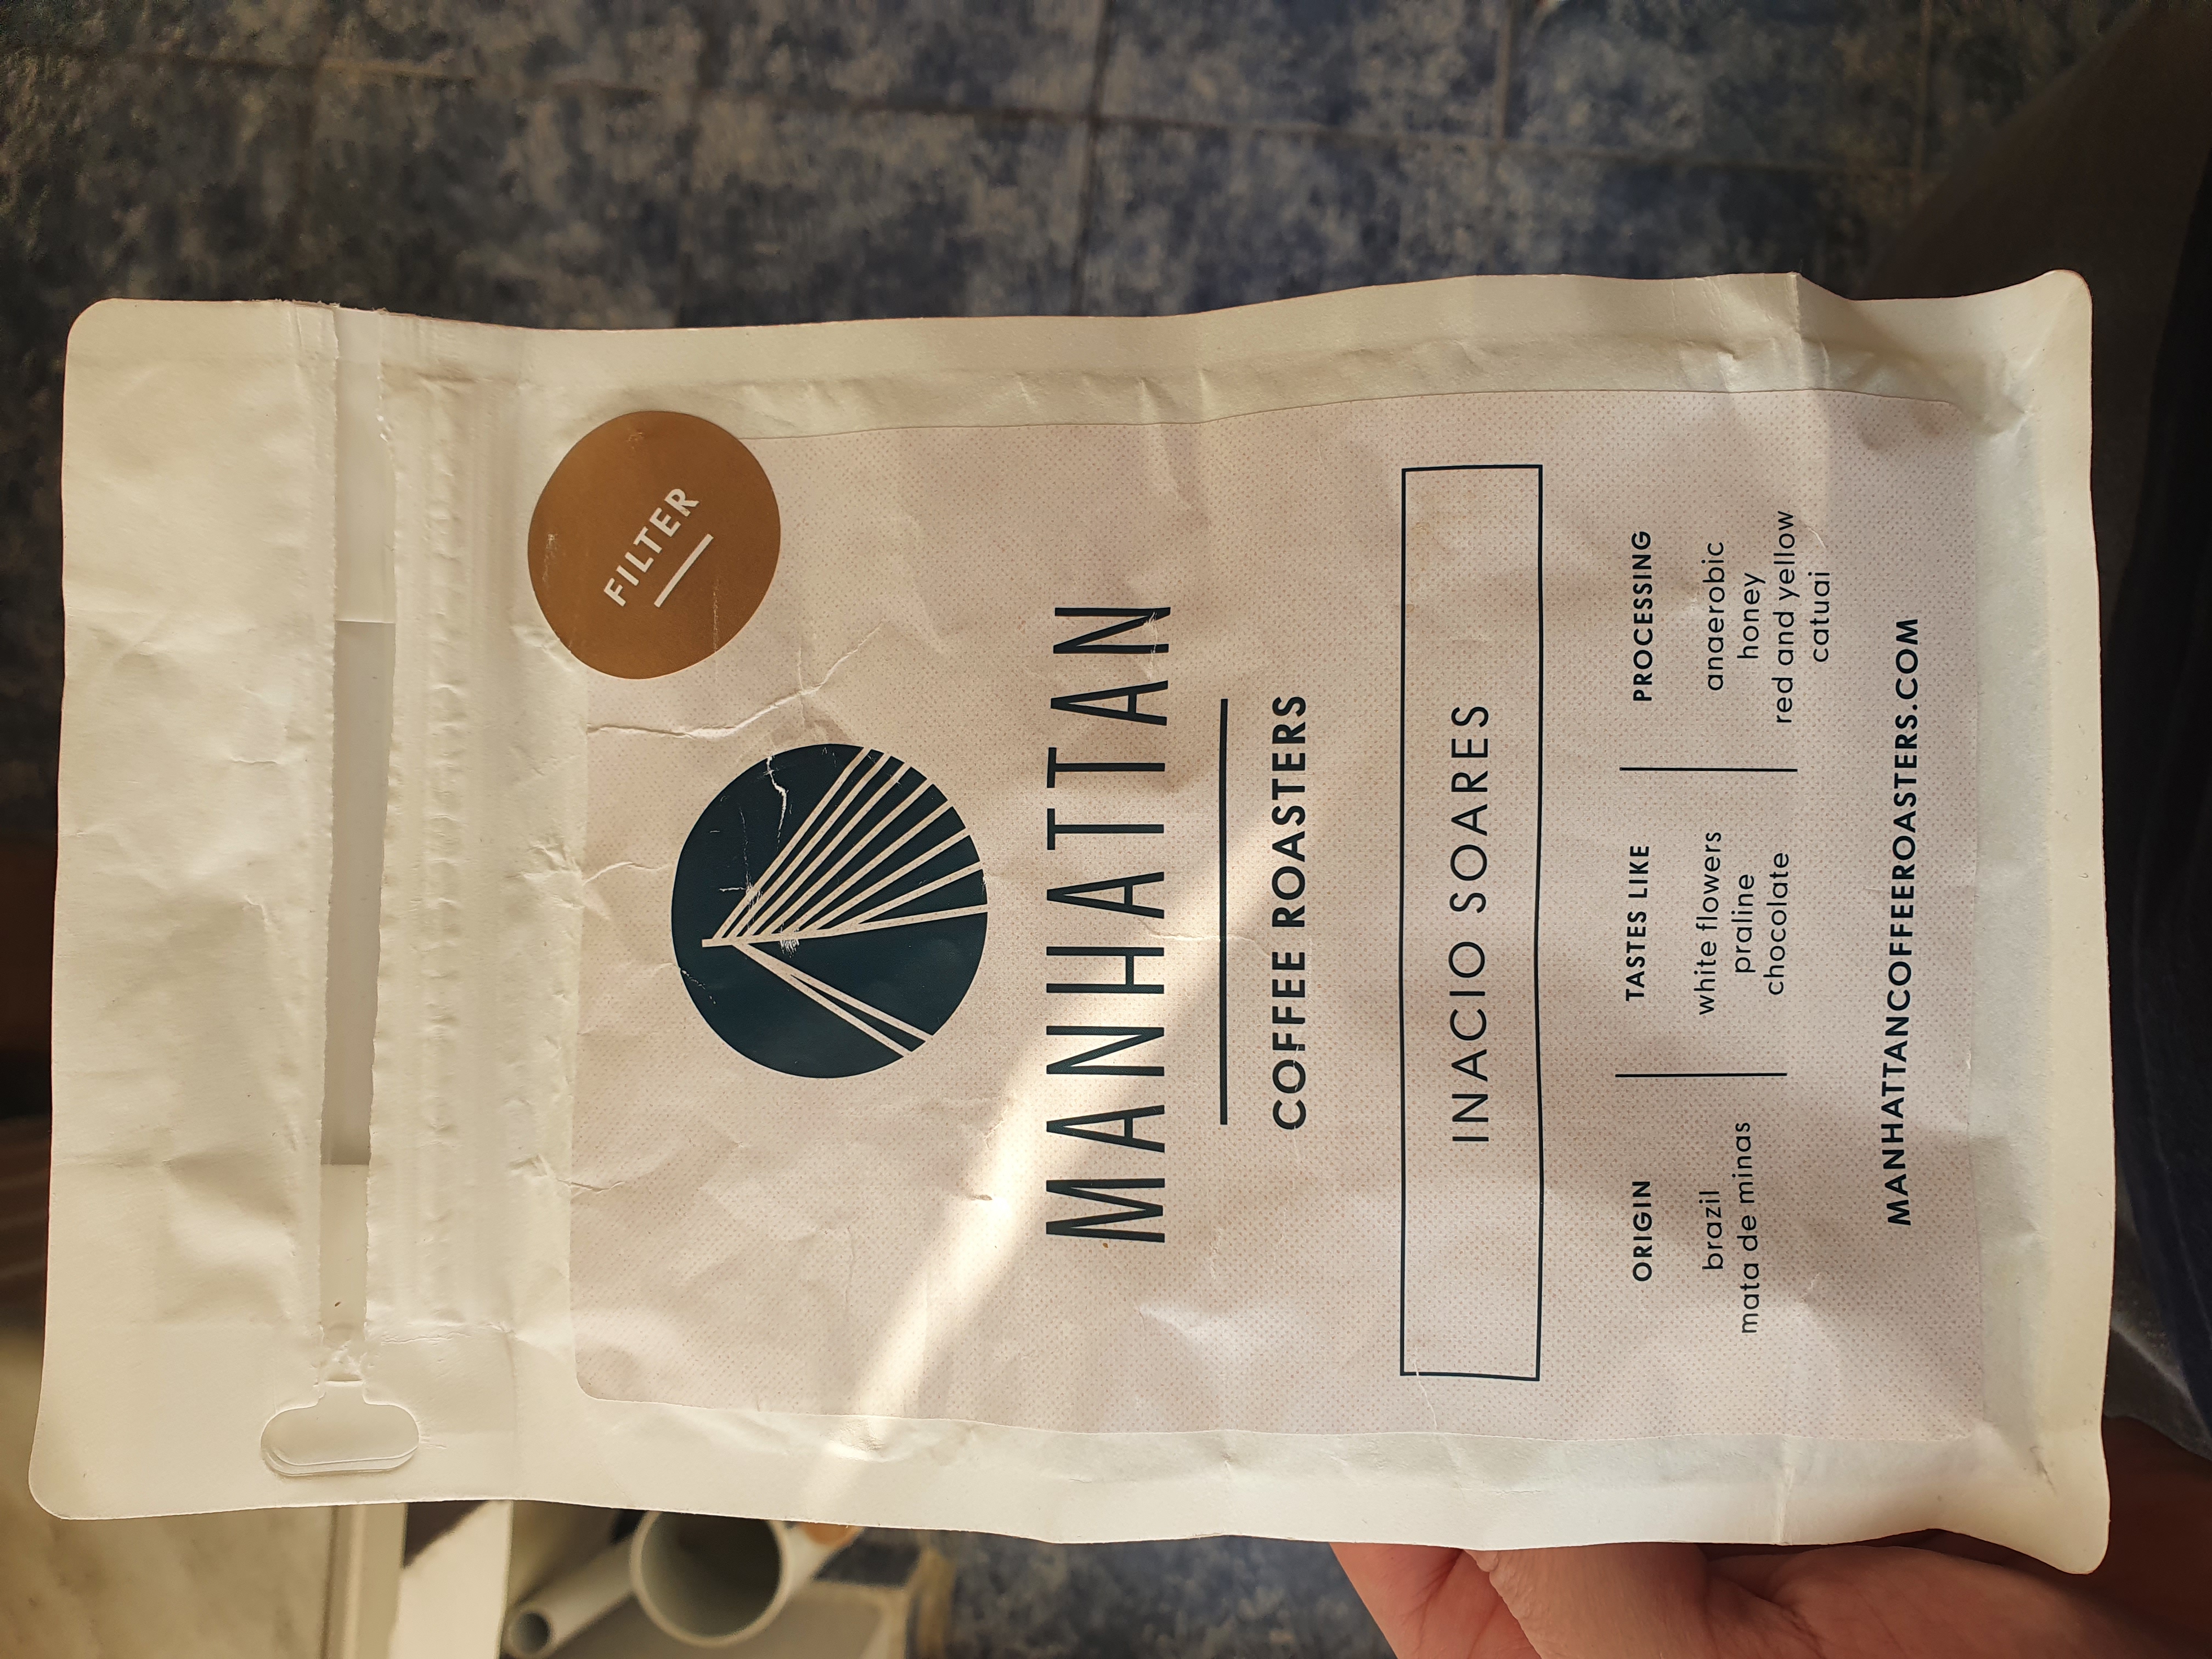 FILTER
MANHATTAN
COFFEE ROASTERS
INACIO SOARES
ORIGIN
brazil
mata de minas
TASTES LIKE
white flowers
praline
chocolate
PROCESSING
anaerobic
honey
red and yellow
catuai
MANHATTANCOFFEEROASTERS.COM